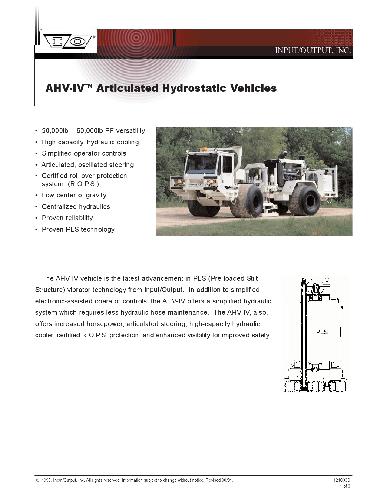 I/O
INPUT/OUTPUT, INC.
AHV-IV™ Articulated Hydrostatic Vehicles
• 30,000lb – 60,000lb PF versatility
• High capacity hydraulic cooling
• Simplified operator controls
• Articulated, oscillated steering
• Certified roll-over protection
system (R.O.P.S.)
• Low center of gravity
• Centralized hydraulics
• Proven reliability
• Proven PLS technology
The AHV-IV vehicle is the latest advancement in PLS (Pre-loaded Stilt
Structure) vibrator technology from Input/Output. In addition to simplified
electronic-assisted operator controls, the AHV-IV offers a simplified hydraulic
system which requires less hydraulic hose maintenance. The AHV-IV, also,
offers increased horsepower, articulated steering, high-capacity hydraulic
cooler, certified R.O.P.S. protection, and enhanced visibility for improved safety.
PLS
Input/Output, Inc. All rights reserved. Information subject to change without notice. Revised